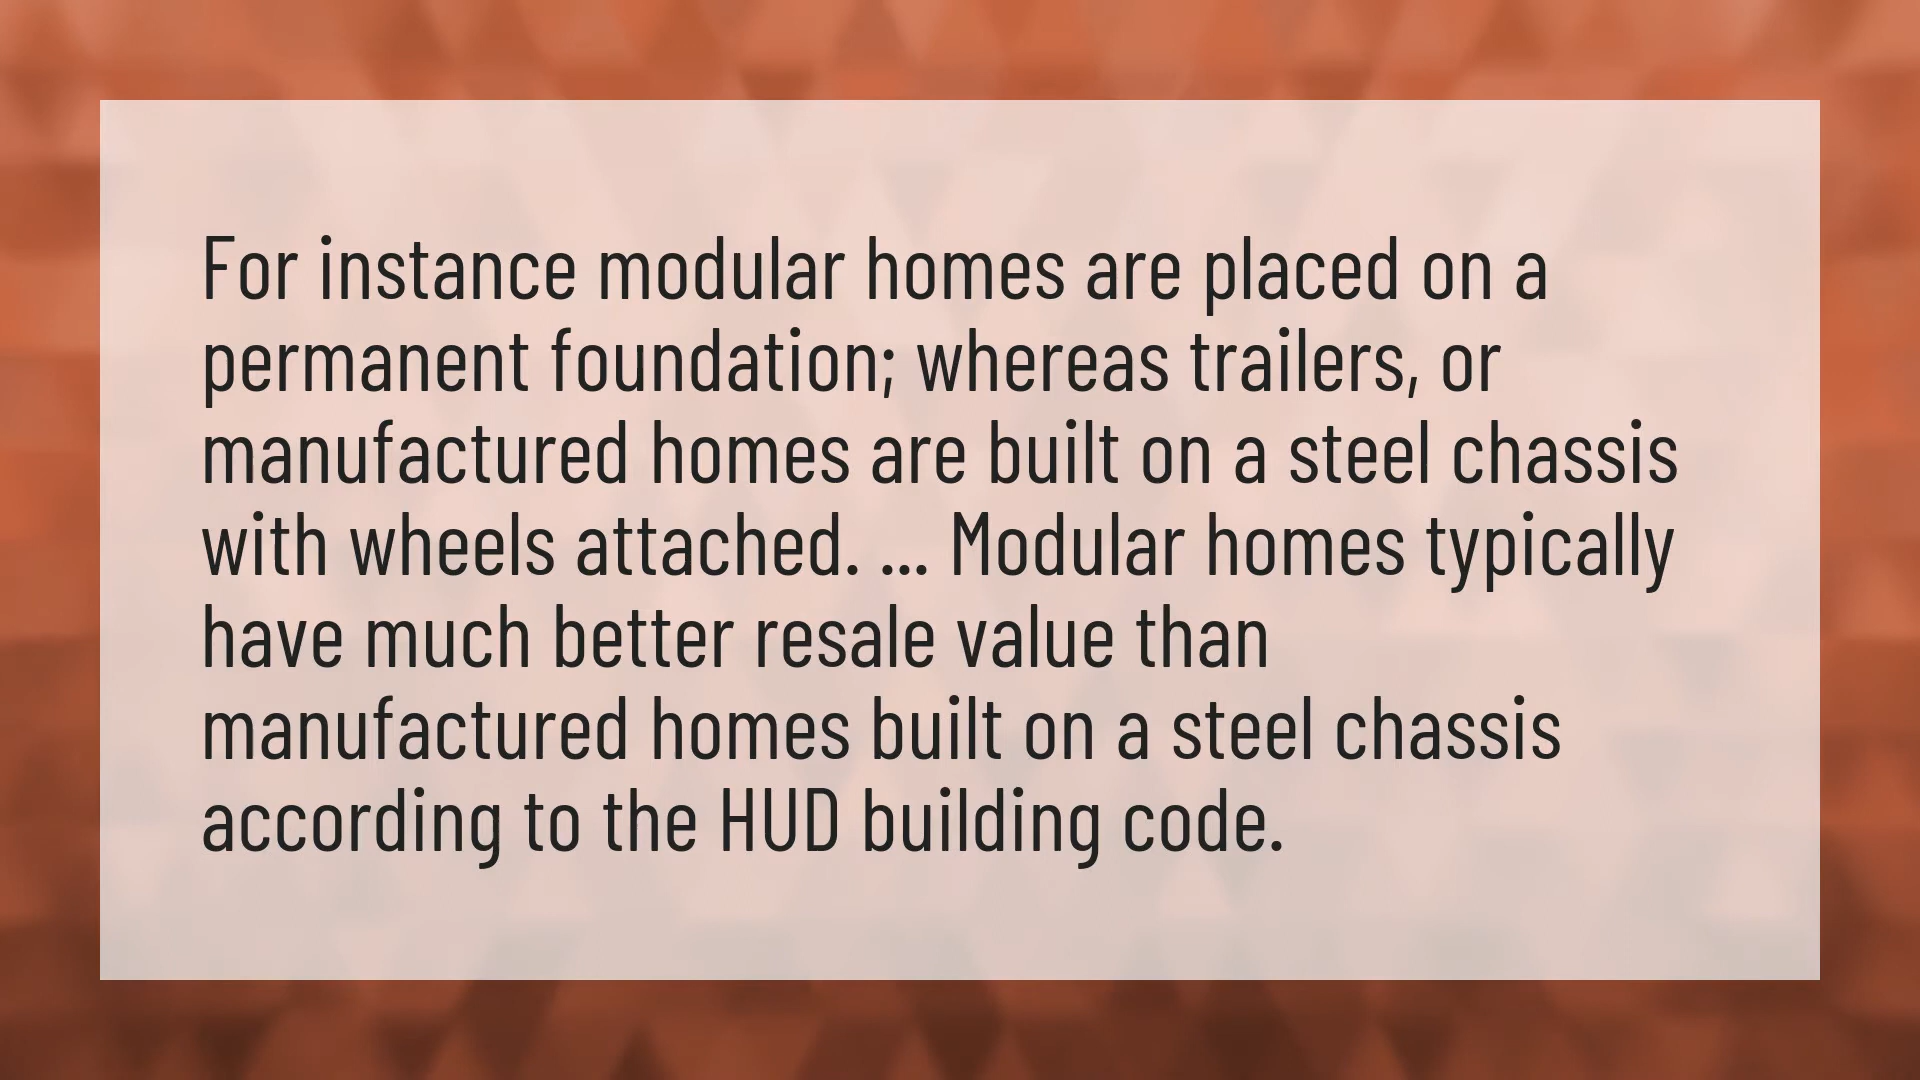 For instance modular homes are placed on a
permanent foundation; whereas trailers, or
manufactured homes are built on a steel chassis
with wheels attached. ... Modular homes typically
have much better resale value than
manufactured homes built on a steel chassis
according to the HUD building code.